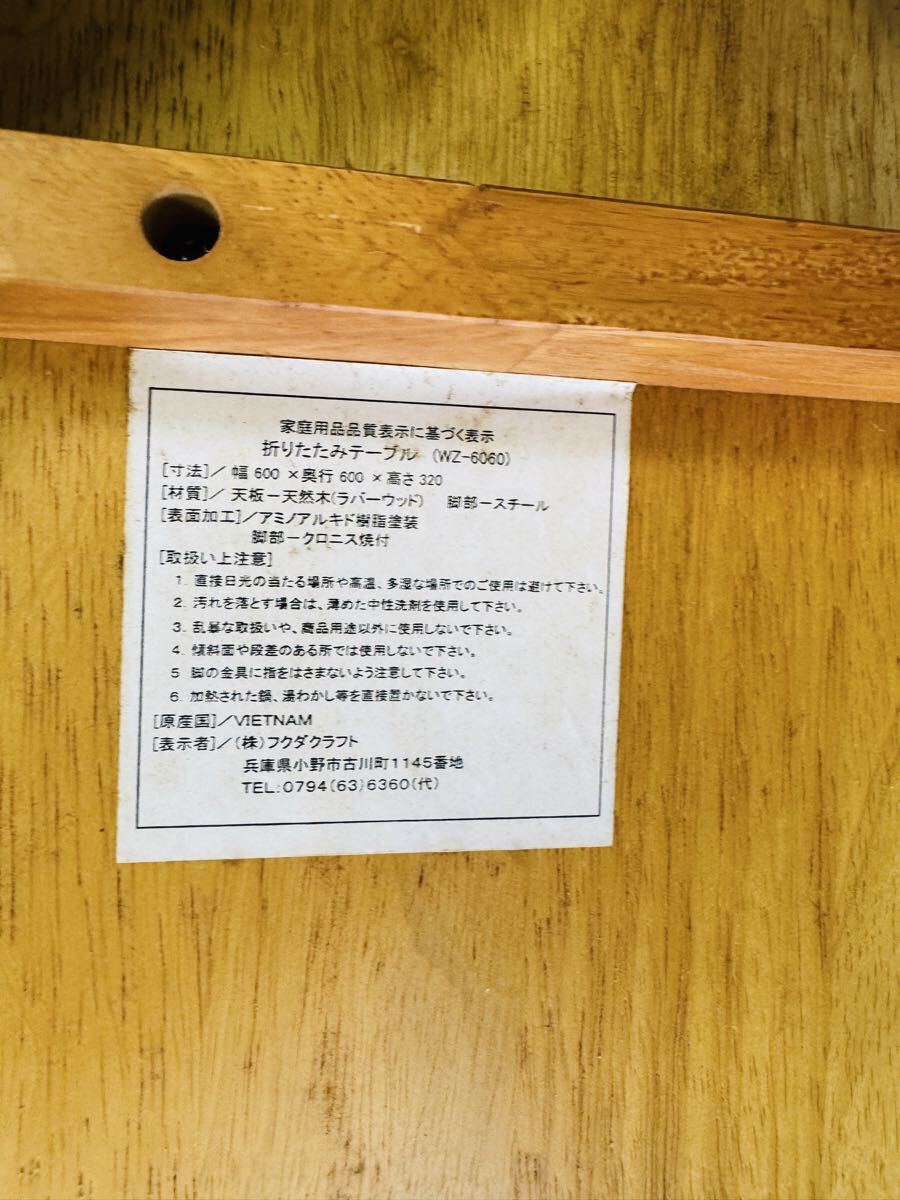 家庭用品品質表示に基づく表示
折りたたみテーブル (WZ-6060)
[寸法]/ 幅 600 × 奥行 600 × 高さ 320
[材質]/ 天板-天然木(ラバーウッド) 脚部-スチール
[表面加工]/アミノアルキド樹脂塗装
脚部-クロニス焼付
[取扱い上注意]
1. 直接日光の当たる場所や高温、多湿な場所でのご使用は避けて下さい。
2. 汚れを落とす場合は、薄めた中性洗剤を使用して下さい。
3. 乱暴な取扱いや、商品用途以外に使用しないで下さい。
4. 傾斜面や段差のある所では使用しないで下さい。
5 脚の金具に指をはさまないよう注意して下さい。
6. 加熱された鍋、湯わかし等を直接置かないで下さい。
[原産国]/VIETNAM
[表示者]/(株)フクダクラフト
兵庫県小野市古川町1145番地
TEL:0794(63)6360(代)